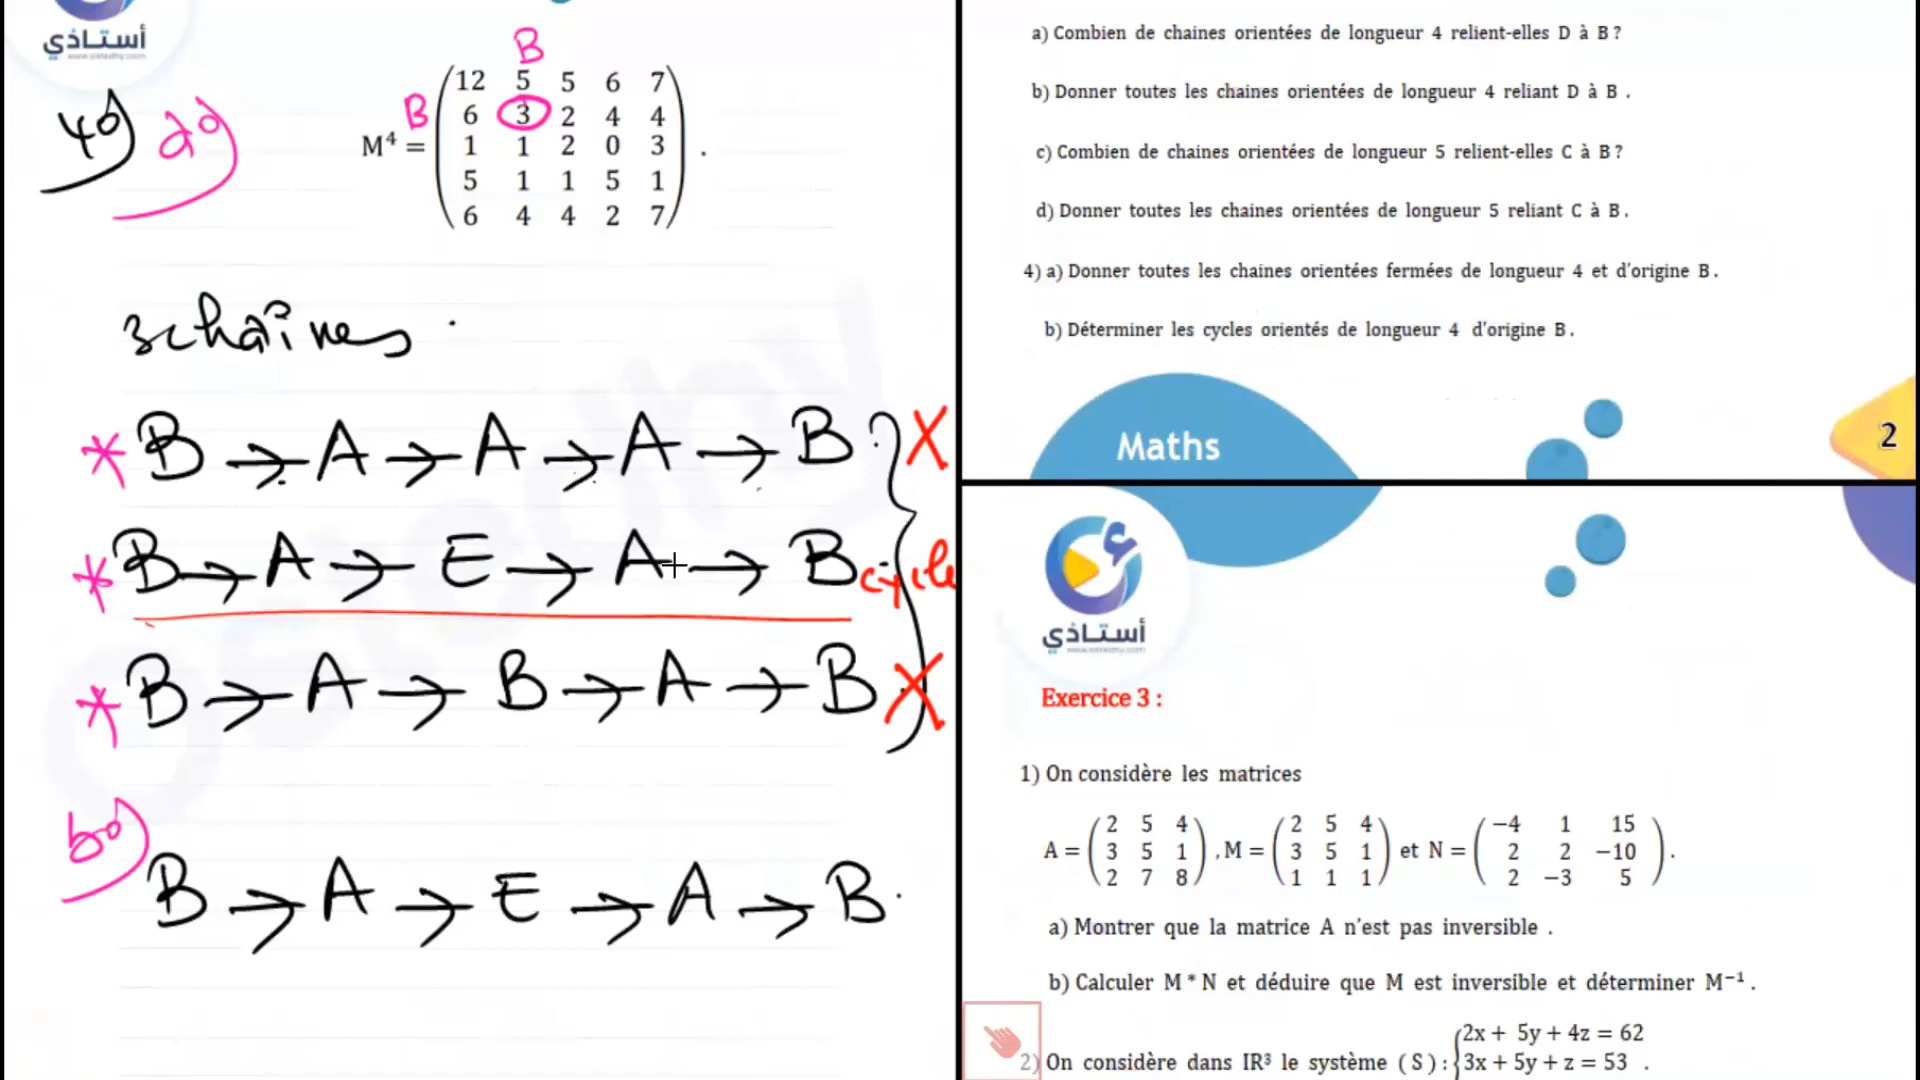 أستاذي
www.ostadhy.com
4°) a°)
B
B
M⁴ =
12 5 5 6 7
6 3 2 4 4
1 1 2 0 3
5 1 1 5 1
6 4 4 2 7
.
3 chaînes .
* B → A → A → A → B . X
* B → A → E → A → B . cycle
* B → A → B → A → B . X
b°)
B → A → E → A → B .
a) Combien de chaines orientées de longueur 4 relient-elles D à B ?
b) Donner toutes les chaines orientées de longueur 4 reliant D à B .
c) Combien de chaines orientées de longueur 5 relient-elles C à B ?
d) Donner toutes les chaines orientées de longueur 5 reliant C à B .
4) a) Donner toutes les chaines orientées fermées de longueur 4 et d'origine B .
b) Déterminer les cycles orientés de longueur 4 d'origine B .
Maths
2
أستاذي
www.ostadhy.com
Exercice 3 :
1) On considère les matrices
A = ( 2 5 4 3 5 1 2 7 8 ) , M = ( 2 5 4 3 5 1 1 1 1 ) et N = ( −4 1 15 2 2 −10 2 −3 5 ) .
a) Montrer que la matrice A n'est pas inversible .
b) Calculer M * N et déduire que M est inversible et déterminer M⁻¹ .
2) On considère dans IR³ le système ( S ) : { 2x + 5y + 4z = 62
3x + 5y + z = 53 .